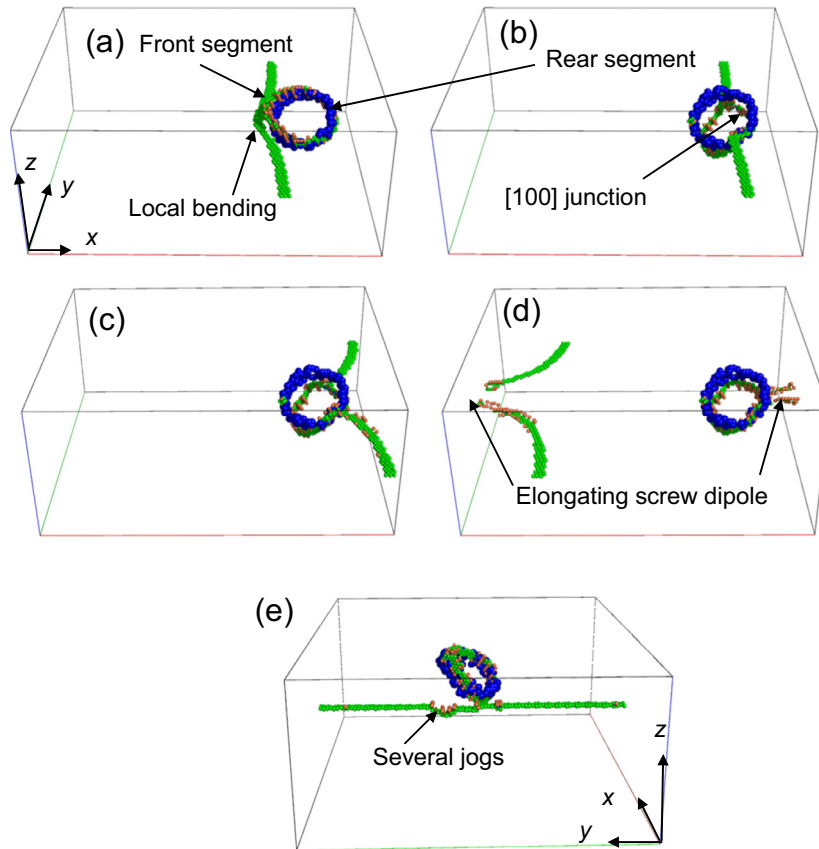 (a)
Front segment
(b)
Rear segment
z
y
x
Local bending
[100] junction
(c)
(d)
Elongating screw dipole
(e)
Several jogs
z
x
y